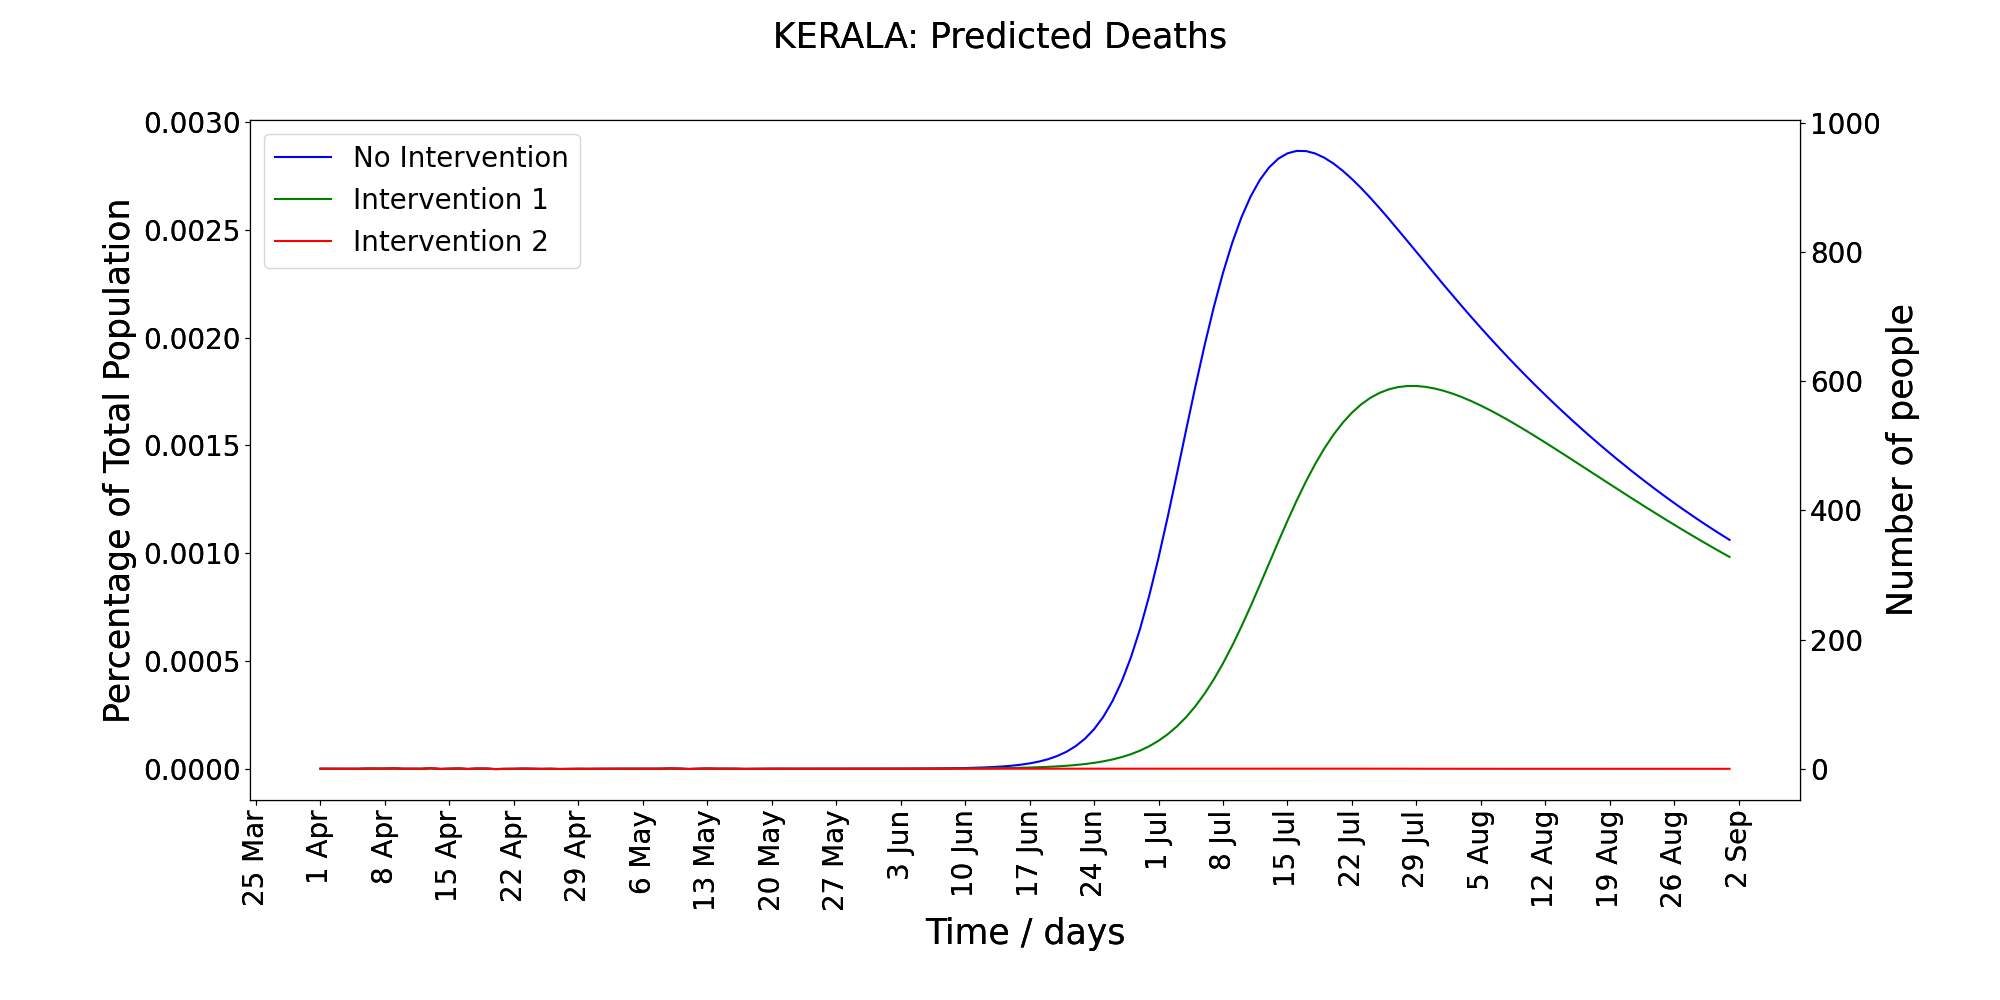 KERALA: Predicted Deaths
No Intervention
Intervention 1
Intervention 2
Percentage of Total Population
0.0030
0.0025
0.0020
0.0015
0.0010
0.0005
0.0000
1000
800
600
400
200
0
Number of people
25 Mar
1 Apr
8 Apr
15 Apr
22 Apr
29 Apr
6 May
13 May
20 May
27 May
3 Jun
10 Jun
17 Jun
24 Jun
1 Jul
8 Jul
15 Jul
22 Jul
29 Jul
5 Aug
12 Aug
19 Aug
26 Aug
2 Sep
Time / days